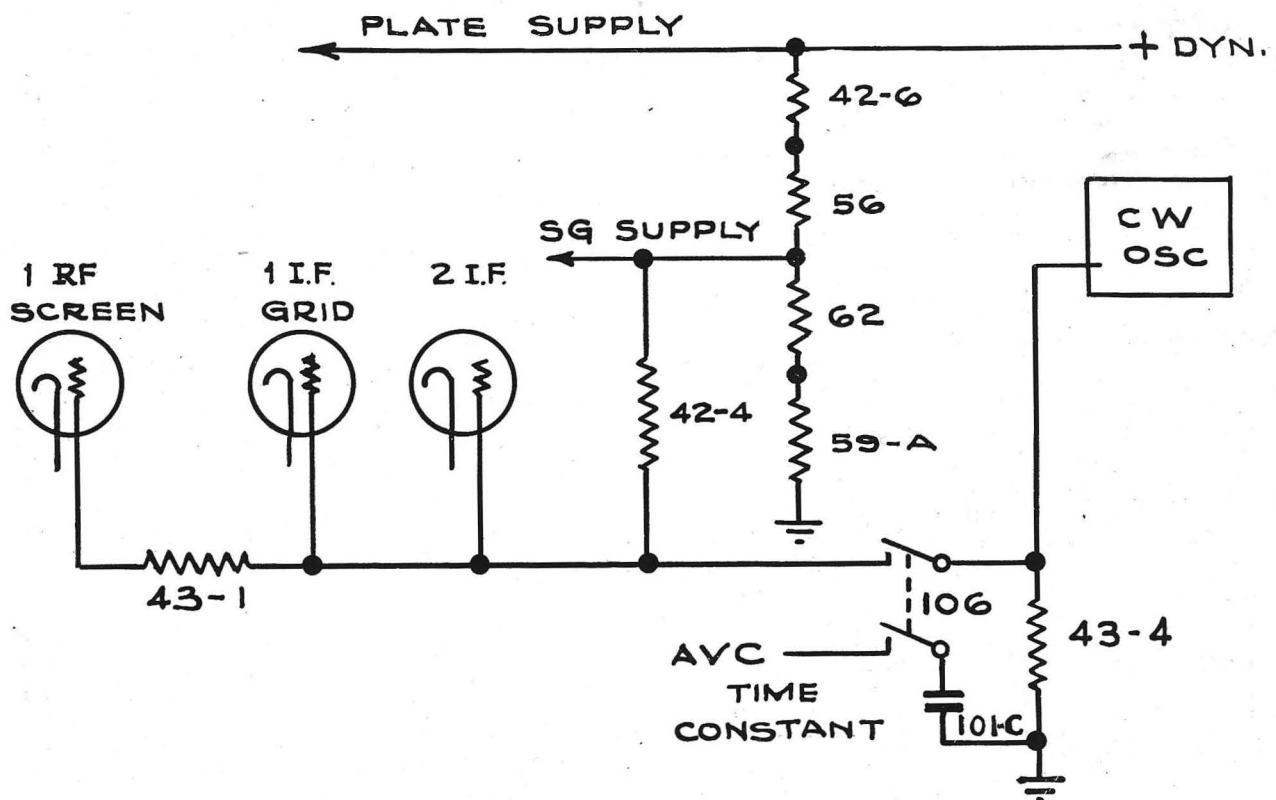 PLATE SUPPLY
+ DYN.
42-6
56
CW
OSC
SG SUPPLY
1 RF
SCREEN
1 I.F.
GRID
2 I.F.
62
42-4
59-A
43-1
106
43-4
AVC
TIME
CONSTANT
101-C